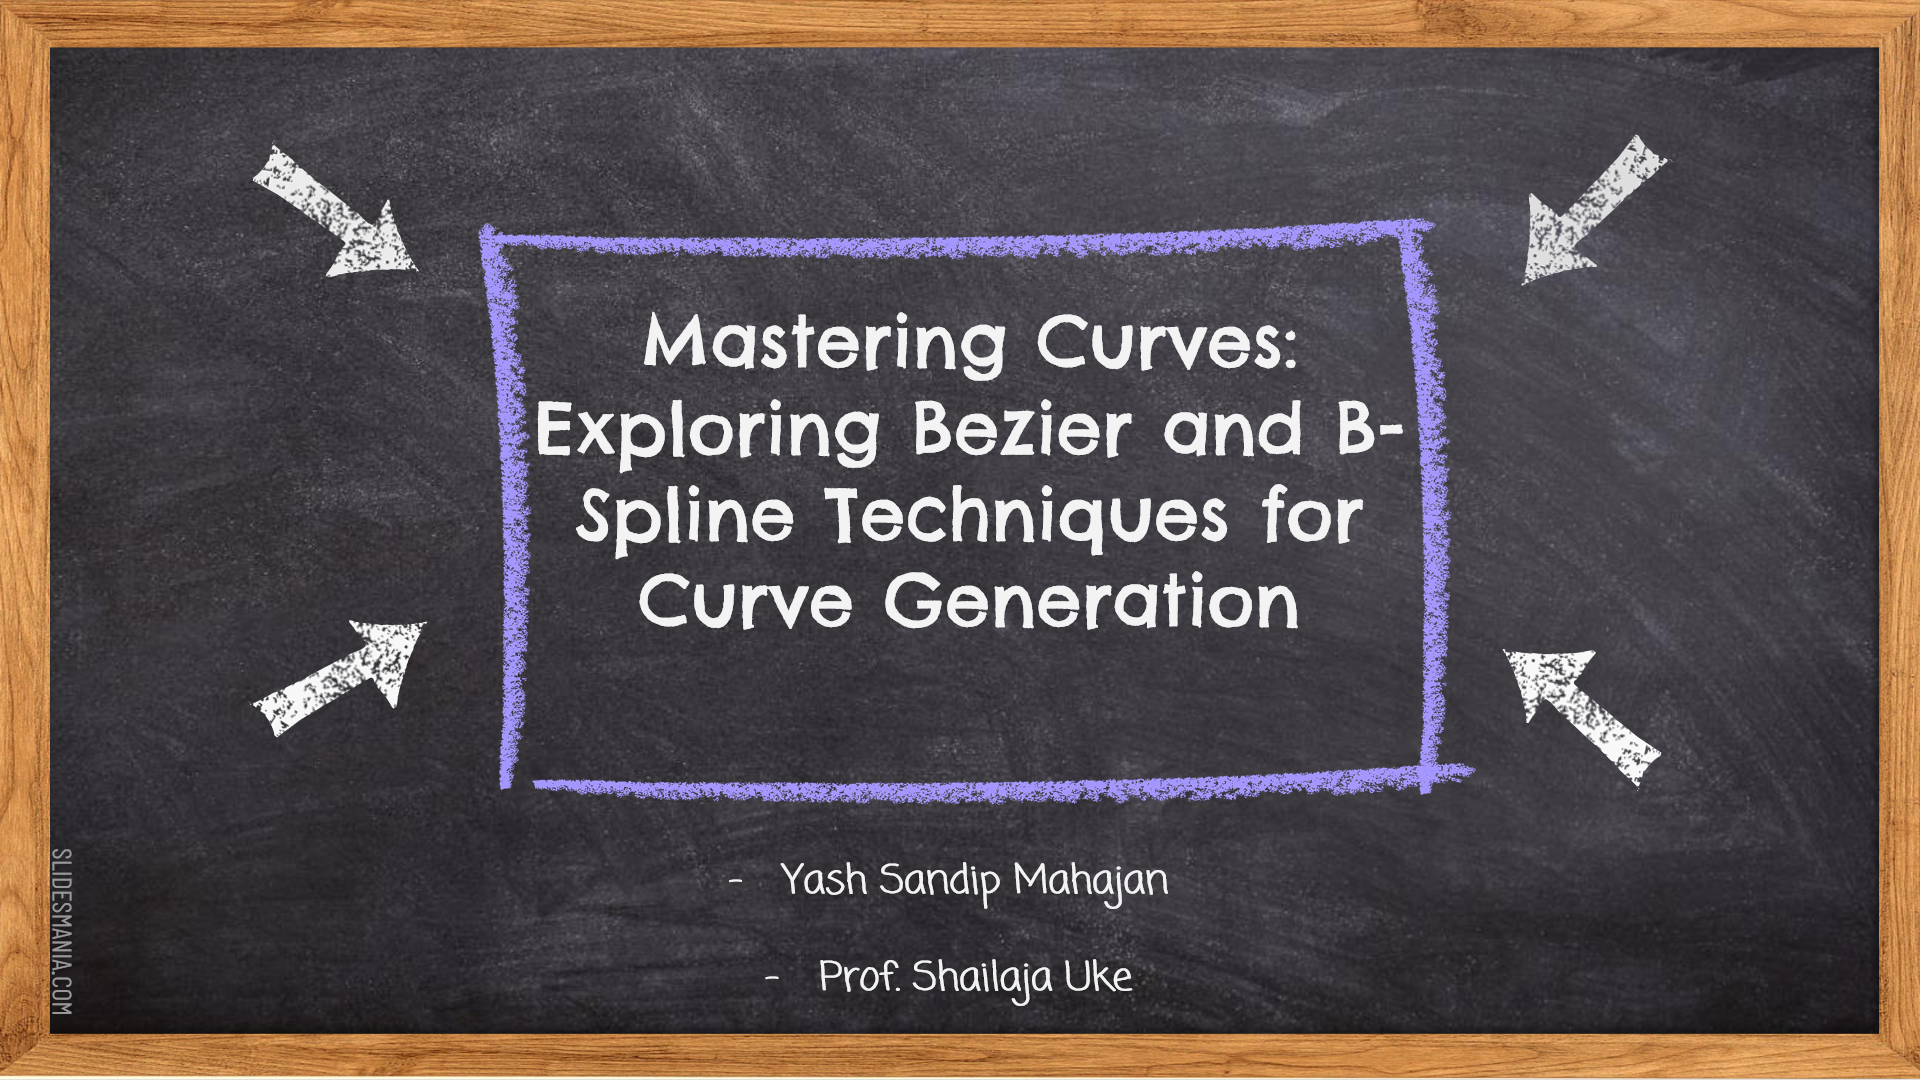 Mastering Curves:
Exploring Bezier and B-
Spline Techniques for
Curve Generation
- Yash Sandip Mahajan
- Prof. Shailaja Uke
SLIDESMANIA.COM